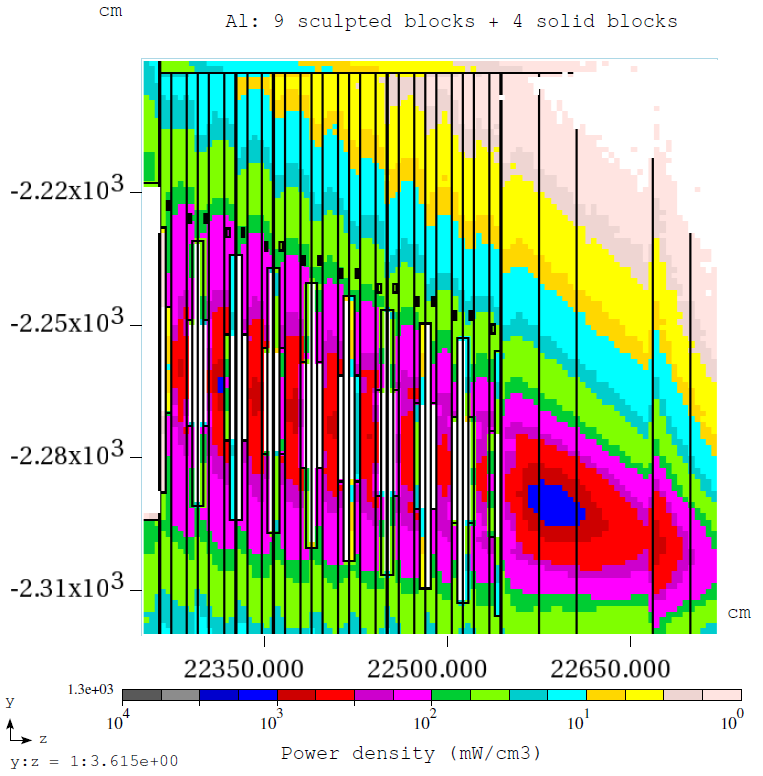 cm
Al: 9 sculpted blocks + 4 solid blocks
-2.22x10³
-2.25x10³
-2.28x10³
-2.31x10³
cm
22350.000 22500.000 22650.000
1.3e+03
10⁴ 10³ 10² 10¹ 10⁰
y
z
Power density (mW/cm3)
y:z = 1:3.615e+00